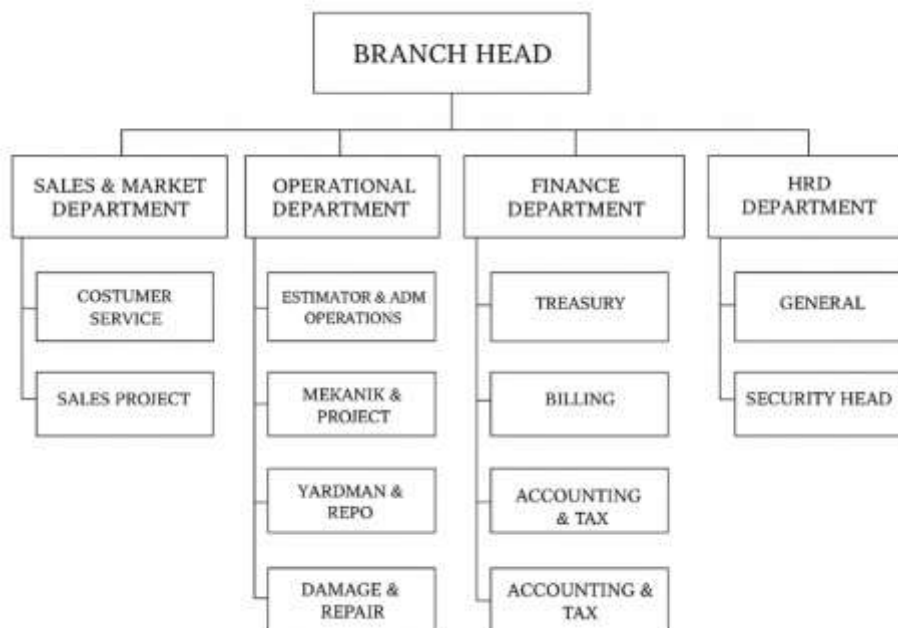 BRANCH HEAD
SALES & MARKET
DEPARTMENT
OPERATIONAL
DEPARTMENT
FINANCE
DEPARTMENT
HRD
DEPARTMENT
COSTUMER
SERVICE
SALES PROJECT
ESTIMATOR & ADM
OPERATIONS
MEKANIK &
PROJECT
YARDMAN &
REPO
DAMAGE &
REPAIR
TREASURY
BILLING
ACCOUNTING
& TAX
ACCOUNTING &
TAX
GENERAL
SECURITY HEAD